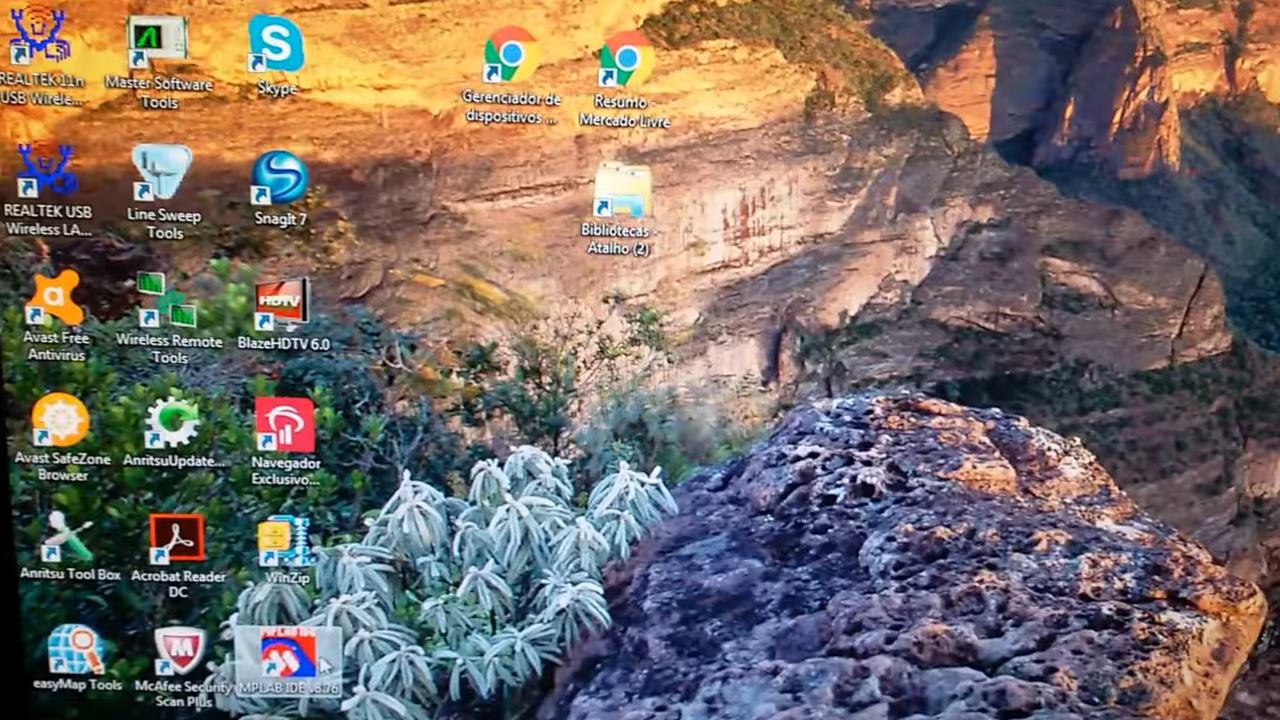 REALTEK 11n
USB Wirele...
Master Software
Tools
S
Skype
Gerenciador de
dispositivos ...
Resumo -
Mercado Livre
REALTEK USB
Wireless LA...
Line Sweep
Tools
SnagIt 7
Bibliotecas -
Atalho (2)
a
Avast Free
Antivirus
Wireless Remote
Tools
HDTV
BlazeHDTV 6.0
Avast SafeZone
Browser
AnritsuUpdate...
Navegador
Exclusivo...
Anritsu Tool Box
Acrobat Reader
DC
WinZip
easyMap Tools
McAfee Security
Scan Plus
MPLAB IDE
MPLAB IDE v8.76